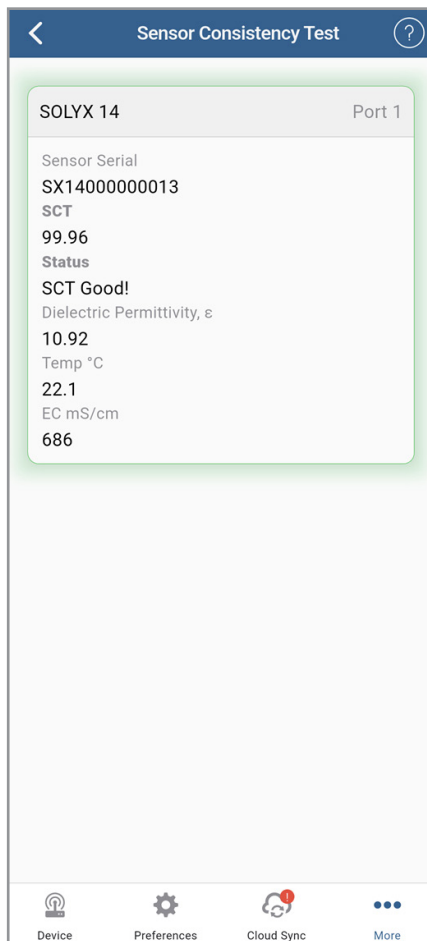 Sensor Consistency Test
?
SOLYX 14 Port 1
Sensor Serial
SX14000000013
SCT
99.96
Status
SCT Good!
Dielectric Permittivity, ε
10.92
Temp °C
22.1
EC mS/cm
686
!
Device Preferences Cloud Sync More